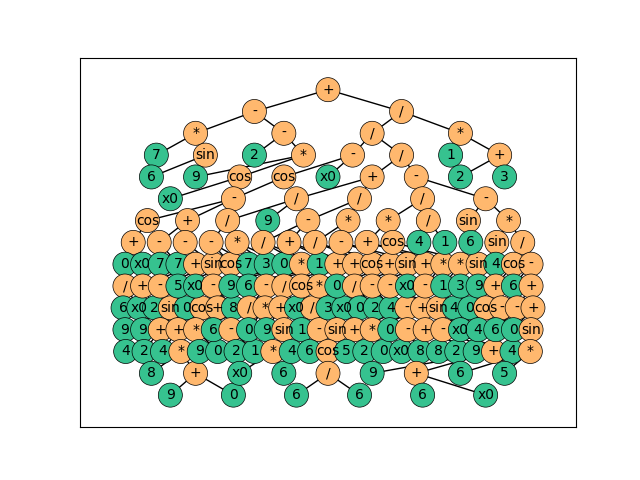 +
- /
* - / *
7 sin 2 * - / 1 +
6 9 cos cos x0 + - 2 3
x0 - / / / -
cos + / 9 - * * / sin *
+ - - - * / + / - + cos 4 1 6 sin /
0 x0 7 7 + sin cos 7 3 0 * 1 + + cos + sin + * * sin 4 cos -
/ + - 5 x0 - 9 6 - / cos * 0 / - - x0 - 1 3 9 + 6 +
6 x0 2 sin 0 cos + 8 / * + x0 / 3 x0 0 2 4 - + sin 4 0 cos - - +
9 9 + + * 6 - 0 9 sin 1 - sin + * 0 - + - x0 4 6 0 sin
4 2 4 * 9 0 2 1 * 4 6 cos 5 2 0 x0 8 8 2 9 + 4 *
8 + x0 6 / 9 + 6 5
9 0 6 6 6 x0